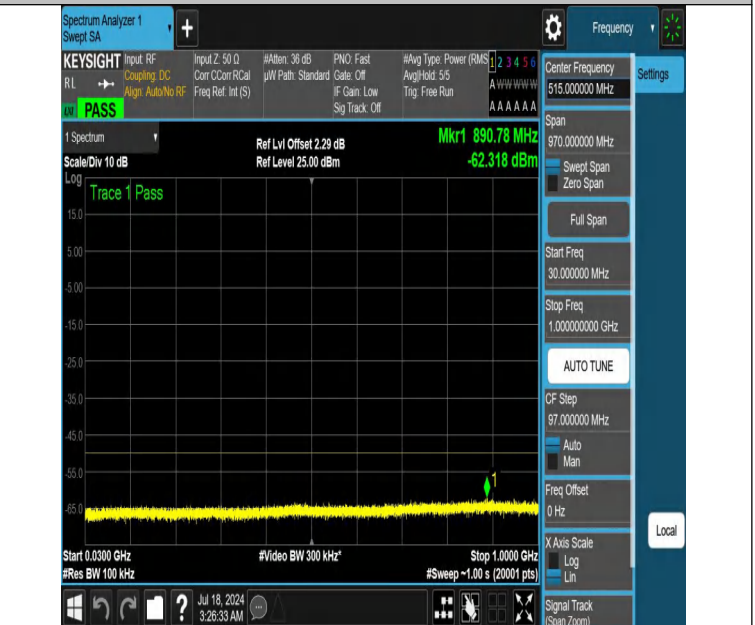 Spectrum Analyzer 1
Swept SA
+
Frequency
KEYSIGHT
RL
PASS
Input: RF
Coupling: DC
Align: Auto/No RF
Input Z: 50 Ω
Corr CCorr RCal
Freq Ref: Int (S)
#Atten: 36 dB
µW Path: Standard
PNO: Fast
Gate: Off
IF Gain: Low
Sig Track: Off
#Avg Type: Power (RMS
Avg|Hold: 5/5
Trig: Free Run
1 2 3 4 5 6
A W W W W W
A A A A A A
1 Spectrum
Scale/Div 10 dB
Ref Lvl Offset 2.29 dB
Ref Level 25.00 dBm
Mkr1 890.78 MHz
-62.318 dBm
Log
Trace 1 Pass
15.0
5.00
-5.00
-15.0
-25.0
-35.0
-45.0
-55.0
-65.0
1
Start 0.0300 GHz
#Res BW 100 kHz
#Video BW 300 kHz*
Stop 1.0000 GHz
#Sweep ~1.00 s (20001 pts)
?
Jul 18, 2024
3:26:33 AM
Center Frequency
515.000000 MHz
Settings
Span
970.000000 MHz
Swept Span
Zero Span
Full Span
Start Freq
30.000000 MHz
Stop Freq
1.000000000 GHz
AUTO TUNE
CF Step
97.000000 MHz
Auto
Man
Freq Offset
0 Hz
X Axis Scale
Log
Lin
Local
Signal Track
(Span Zoom)